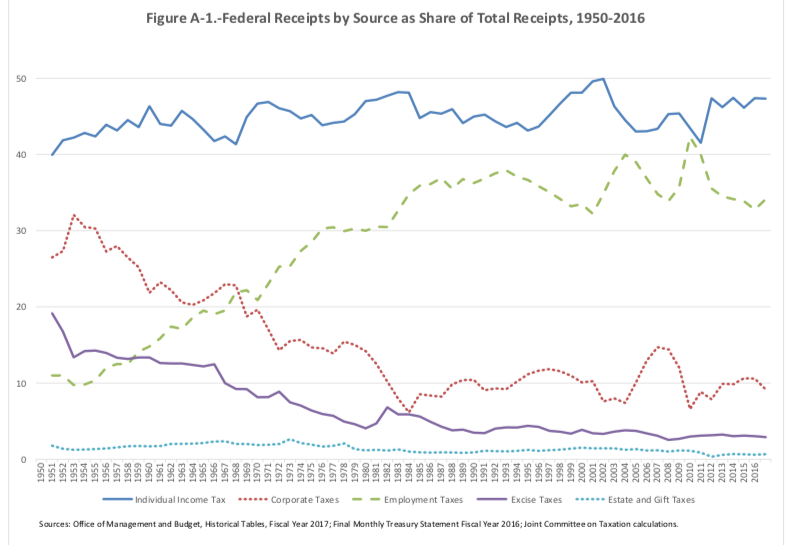 Figure A-1.-Federal Receipts by Source as Share of Total Receipts, 1950-2016
50
40
30
20
10
0
1950 1951 1952 1953 1954 1955 1956 1957 1958 1959 1960 1961 1962 1963 1964 1965 1966 1967 1968 1969 1970 1971 1972 1973 1974 1975 1976 1977 1978 1979 1980 1981 1982 1983 1984 1985 1986 1987 1988 1989 1990 1991 1992 1993 1994 1995 1996 1997 1998 1999 2000 2001 2002 2003 2004 2005 2006 2007 2008 2009 2010 2011 2012 2013 2014 2015 2016
Individual Income Tax Corporate Taxes Employment Taxes Excise Taxes Estate and Gift Taxes
Sources: Office of Management and Budget, Historical Tables, Fiscal Year 2017; Final Monthly Treasury Statement Fiscal Year 2016; Joint Committee on Taxation calculations.